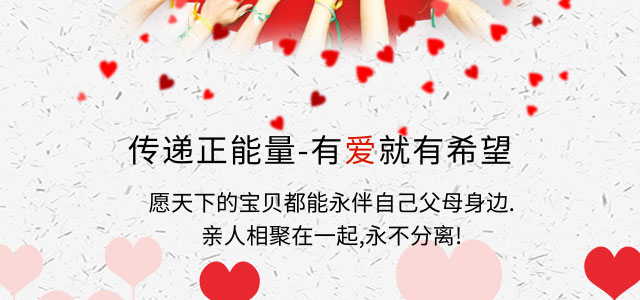 传递正能量-有爱就有希望
愿天下的宝贝都能永伴自己父母身边.
亲人相聚在一起,永不分离!